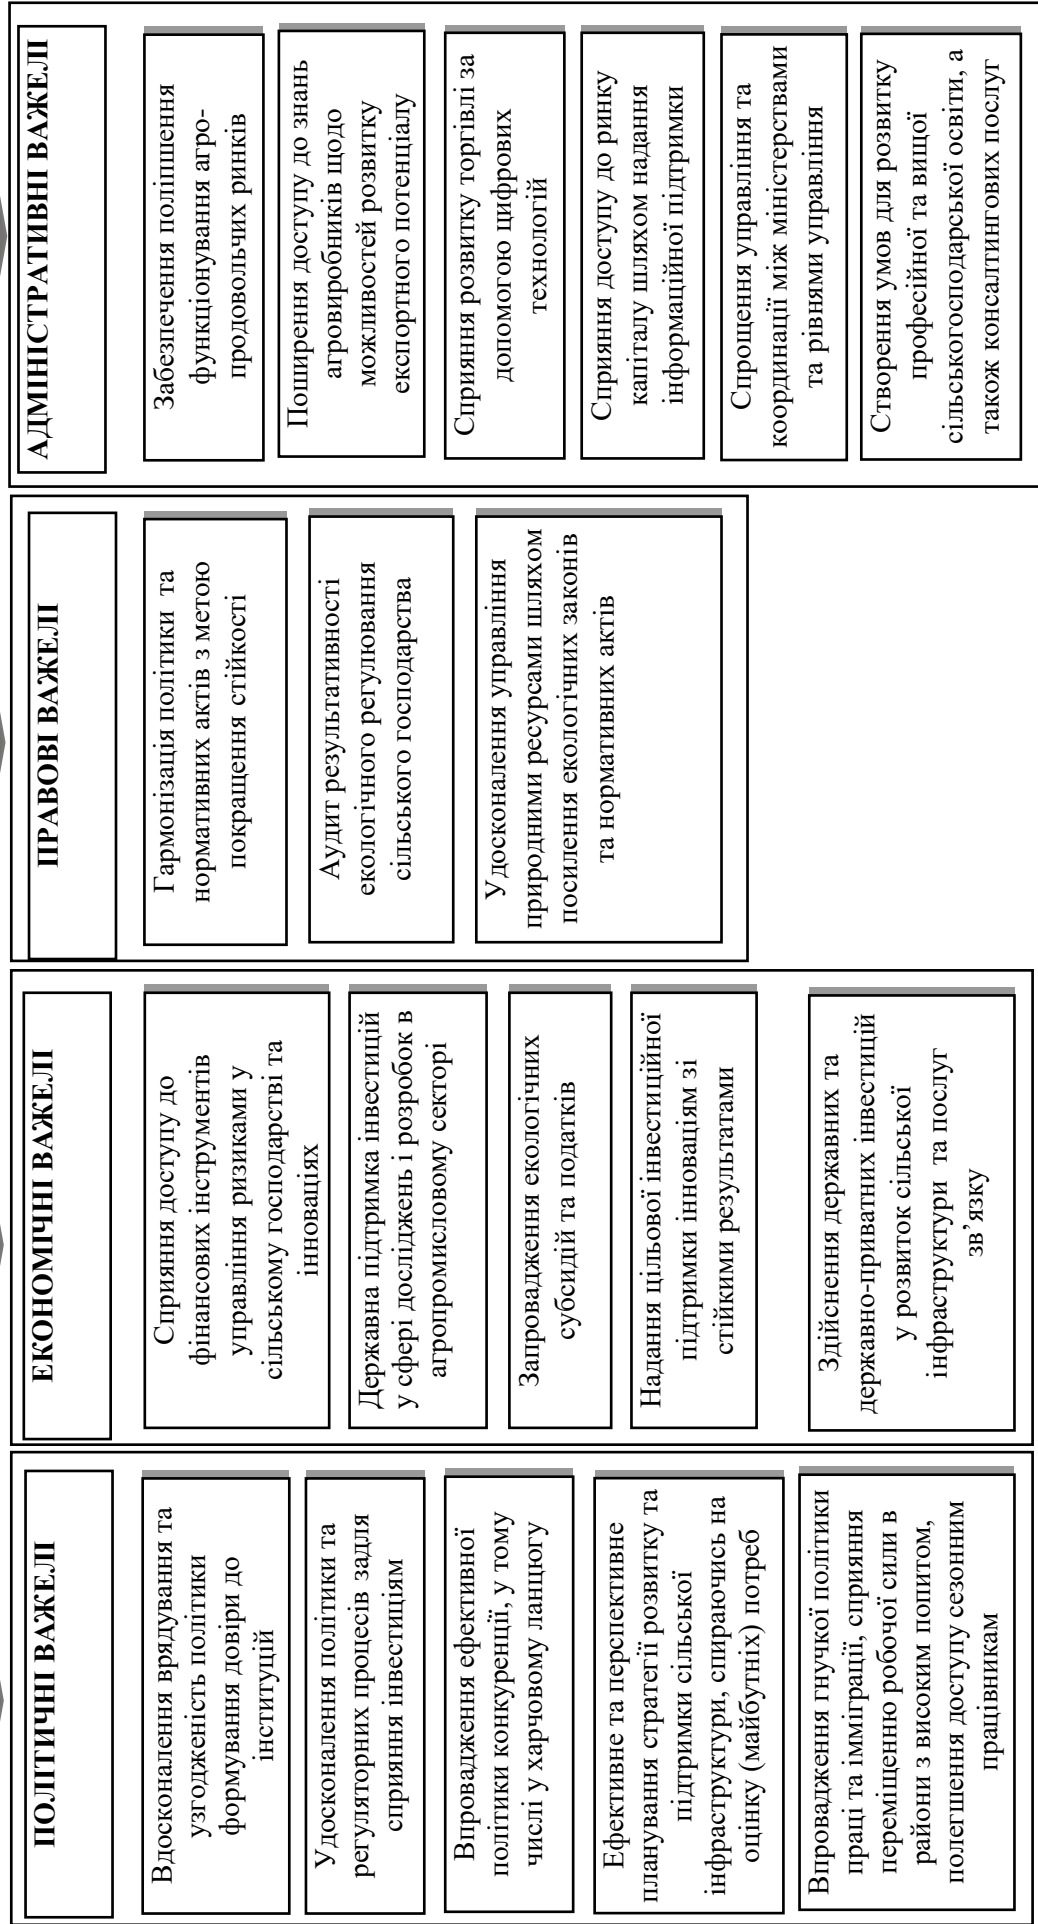 ПОЛІТИЧНІ ВАЖЕЛІ
Вдосконалення врядування та
узгодженість політики
формування довіри до
інституцій
Удосконалення політики та
регуляторних процесів задля
сприяння інвестиціям
Впровадження ефективної
політики конкуренції, у тому
числі у харчовому ланцюгу
Ефективне та перспективне
планування стратегії розвитку та
підтримки сільської
інфраструктури, спираючись на
оцінку (майбутніх) потреб
Впровадження гнучкої політики
праці та імміграції, сприяння
переміщенню робочої сили в
райони з високим попитом,
полегшення доступу сезонним
працівникам
ЕКОНОМІЧНІ ВАЖЕЛІ
Сприяння доступу до
фінансових інструментів
управління ризиками у
сільському господарстві та
інноваціях
Державна підтримка інвестицій
у сфері досліджень і розробок в
агропромисловому секторі
Запровадження екологічних
субсидій та податків
Надання цільової інвестиційної
підтримки інноваціям зі
стійкими результатами
Здійснення державних та
державно-приватних інвестицій
у розвиток сільської
інфраструктури та послуг
зв’язку
ПРАВОВІ ВАЖЕЛІ
Гармонізація політики та
нормативних актів з метою
покращення стійкості
Аудит результативності
екологічного регулювання
сільського господарства
Удосконалення управління
природними ресурсами шляхом
посилення екологічних законів
та нормативних актів
АДМІНІСТРАТИВНІ ВАЖЕЛІ
Забезпечення поліпшення
функціонування агро-
продовольчих ринків
Поширення доступу до знань
агровиробників щодо
можливостей розвитку
експортного потенціалу
Сприяння розвитку торгівлі за
допомогою цифрових
технологій
Сприяння доступу до ринку
капіталу шляхом надання
інформаційної підтримки
Спрощення управління та
координації між міністерствами
та рівнями управління
Створення умов для розвитку
професійної та вищої
сільськогосподарської освіти, а
також консалтингових послуг